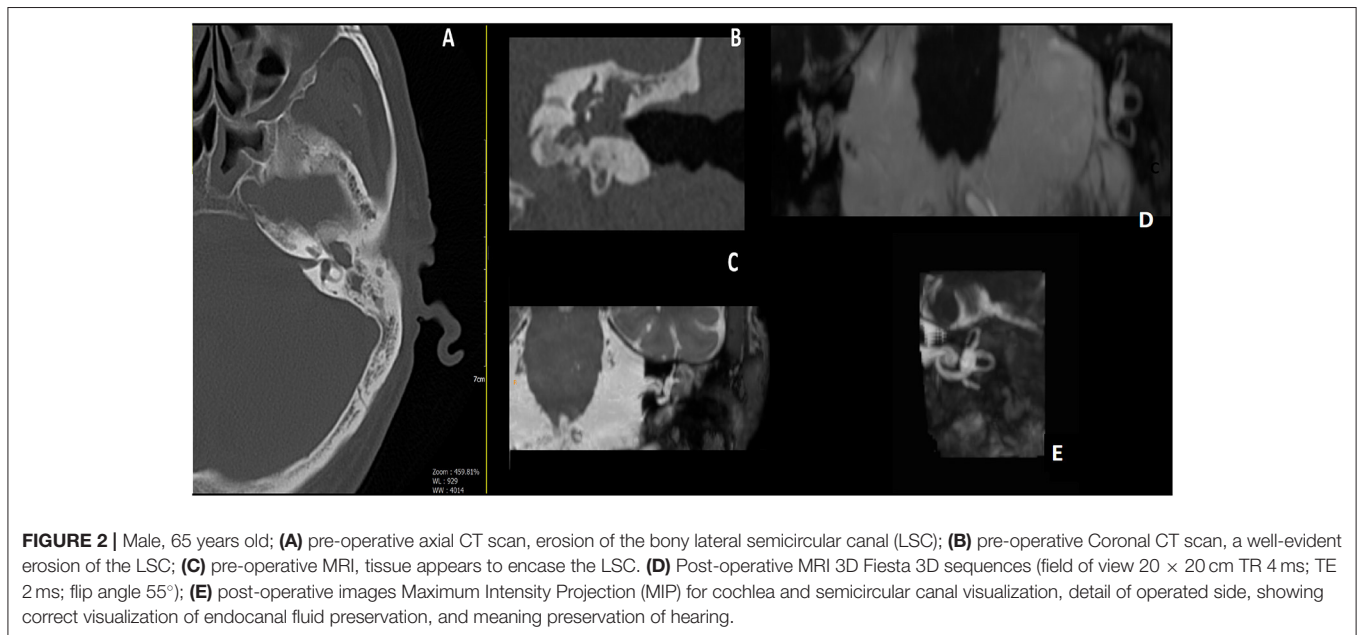 A
B
C
D
C
E
7cm
Zoom : 459.81%
WL : 929
WW : 4014
FIGURE 2 | Male, 65 years old; (A) pre-operative axial CT scan, erosion of the bony lateral semicircular canal (LSC); (B) pre-operative Coronal CT scan, a well-evident
erosion of the LSC; (C) pre-operative MRI, tissue appears to encase the LSC. (D) Post-operative MRI 3D Fiesta 3D sequences (field of view 20 × 20 cm TR 4 ms; TE
2 ms; flip angle 55°); (E) post-operative images Maximum Intensity Projection (MIP) for cochlea and semicircular canal visualization, detail of operated side, showing
correct visualization of endocanal fluid preservation, and meaning preservation of hearing.